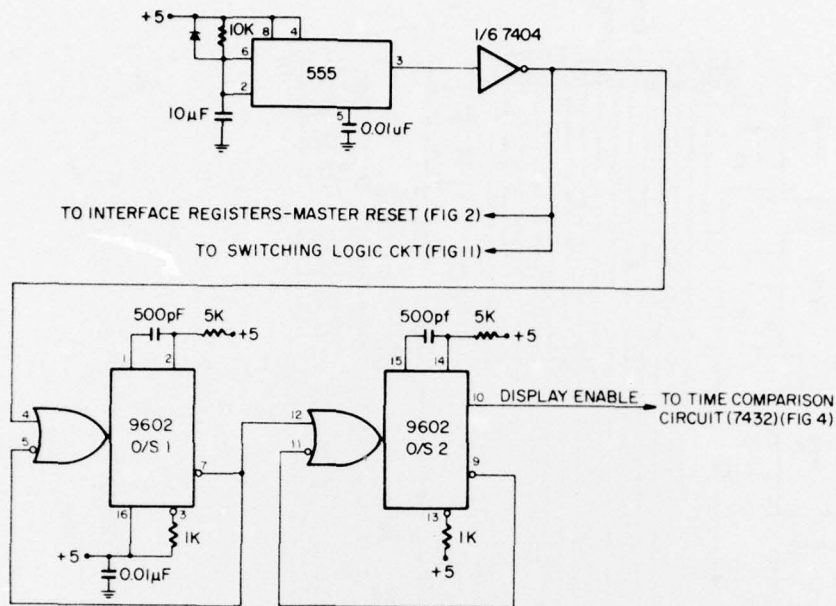 +5
10K
8
4
1/6 7404
6
555
3
2
10µF
5
0.01uF
TO INTERFACE REGISTERS-MASTER RESET (FIG 2)
TO SWITCHING LOGIC CKT (FIG 11)
500pF
5K
+5
500pf
5K
+5
1
2
15
14
4
5
9602
O/S 1
7
12
11
9602
O/S 2
10
DISPLAY ENABLE
TO TIME COMPARISON
CIRCUIT (7432) (FIG 4)
9
16
3
1K
13
1K
+5
0.01µF
+5